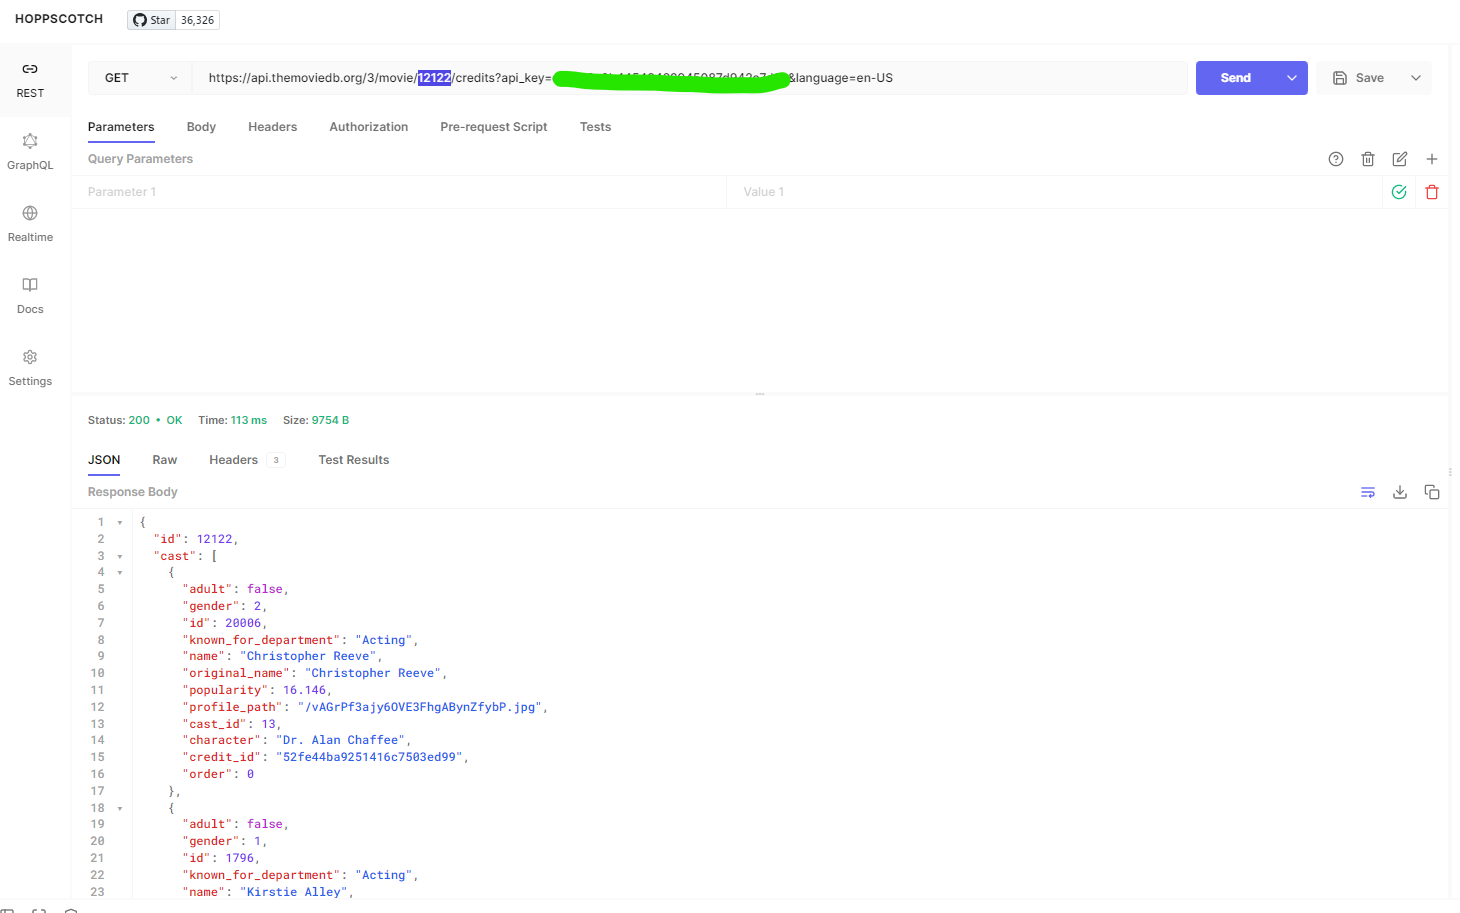 HOPPSCOTCH
Star 36,326
REST
GraphQL
Realtime
Docs
Settings
GET
https://api.themoviedb.org/3/movie/12122/credits?api_key=
&language=en-US
Send
Save
Parameters Body Headers Authorization Pre-request Script Tests
Query Parameters
Parameter 1 Value 1
Status: 200 • OK Time: 113 ms Size: 9754 B
JSON Raw Headers 3 Test Results
Response Body
1 {
2 "id": 12122,
3 "cast": [
4 {
5 "adult": false,
6 "gender": 2,
7 "id": 20006,
8 "known_for_department": "Acting",
9 "name": "Christopher Reeve",
10 "original_name": "Christopher Reeve",
11 "popularity": 16.146,
12 "profile_path": "/vAGrPf3ajy6OVE3FhgABynZfybP.jpg",
13 "cast_id": 13,
14 "character": "Dr. Alan Chaffee",
15 "credit_id": "52fe44ba9251416c7503ed99",
16 "order": 0
17 },
18 {
19 "adult": false,
20 "gender": 1,
21 "id": 1796,
22 "known_for_department": "Acting",
23 "name": "Kirstie Alley",